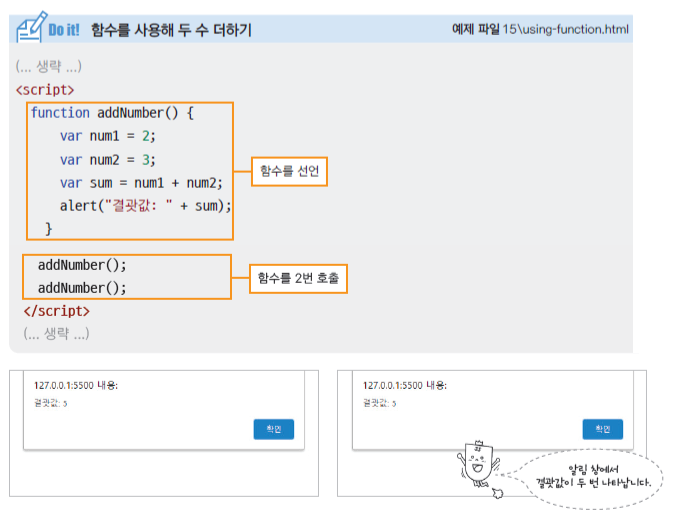 Do it! 함수를 사용해 두 수 더하기 예제 파일 15\using-function.html
(... 생략 ...)
<script>
function addNumber() {
var num1 = 2;
var num2 = 3;
var sum = num1 + num2;
alert("결괏값: " + sum);
}
함수를 선언
addNumber();
addNumber();
함수를 2번 호출
</script>
(... 생략 ...)
127.0.0.1:5500 내용:
결괏값: 5
확인
127.0.0.1:5500 내용:
결괏값: 5
확인
알림 창에서
결괏값이 두 번 나타납니다.